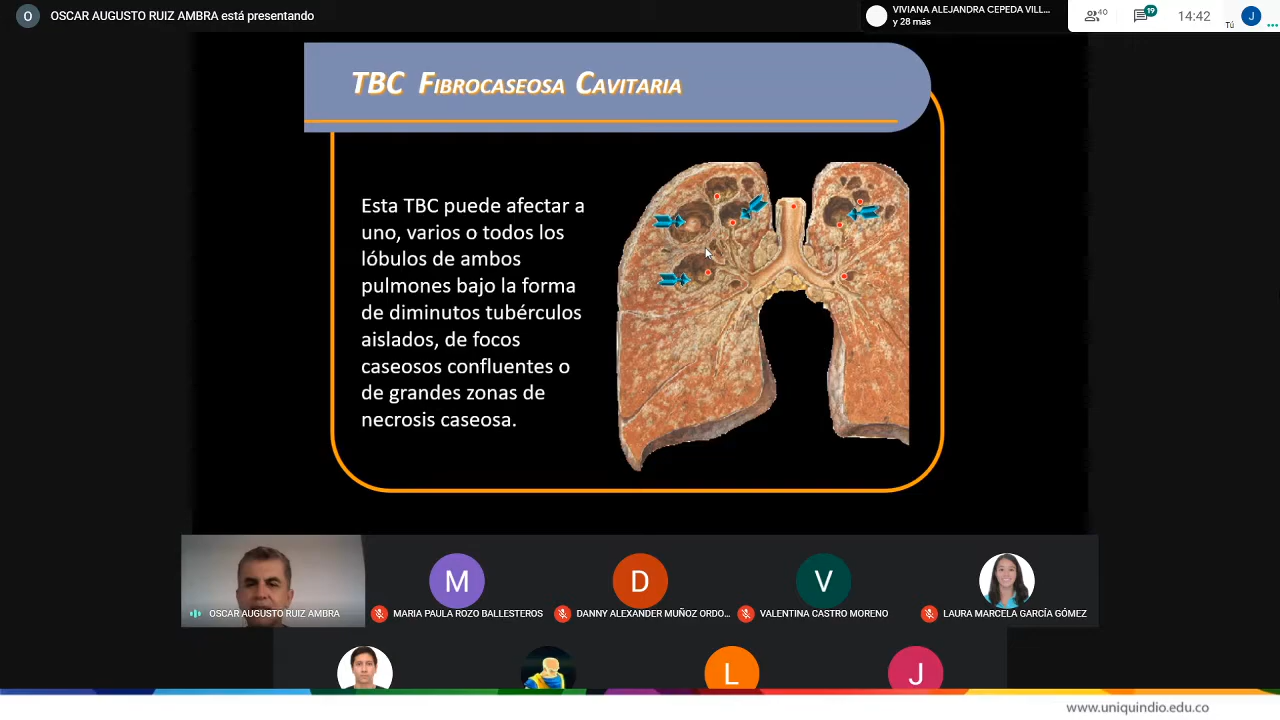 O OSCAR AUGUSTO RUIZ AMBRA está presentando
VIVIANA ALEJANDRA CEPEDA VILL...
y 28 más
40
19
14:42
Tú
J
TBC FIBROCASEOSA CAVITARIA
Esta TBC puede afectar a
uno, varios o todos los
lóbulos de ambos
pulmones bajo la forma
de diminutos tubérculos
aislados, de focos
caseosos confluentes o
de grandes zonas de
necrosis caseosa.
M
D
V
OSCAR AUGUSTO RUIZ AMBRA
MARIA PAULA ROZO BALLESTEROS
DANNY ALEXANDER MUÑOZ ORDO...
VALENTINA CASTRO MORENO
LAURA MARCELA GARCÍA GÓMEZ
L
J
www.uniquindio.edu.co